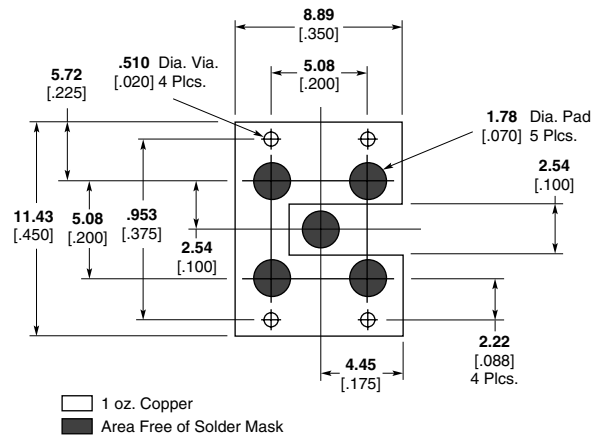 8.89
[.350]
.510 Dia. Via.
[.020] 4 Plcs.
5.08
[.200]
5.72
[.225]
1.78 Dia. Pad
[.070] 5 Plcs.
2.54
[.100]
11.43
[.450]
5.08
[.200]
.953
[.375]
2.54
[.100]
2.22
[.088]
4 Plcs.
4.45
[.175]
1 oz. Copper
Area Free of Solder Mask